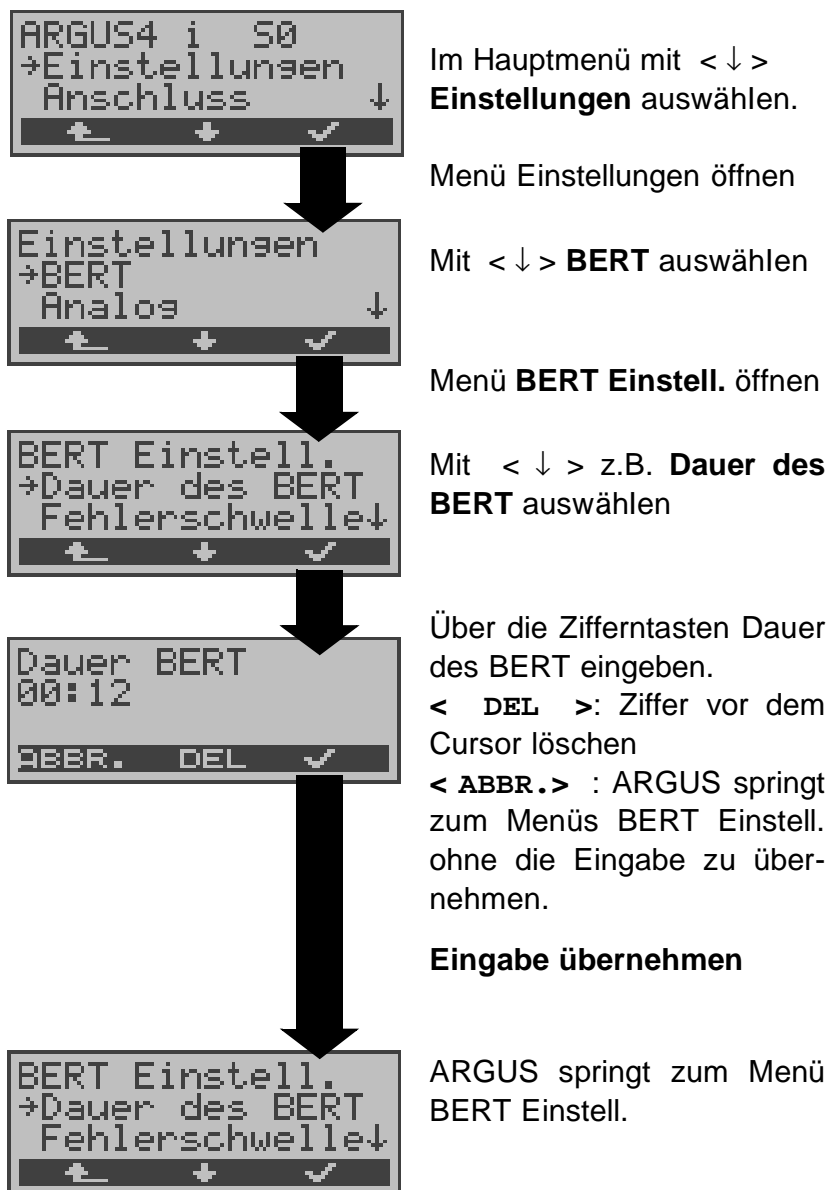 ARGUS4 i S0
→Einstellungen
Anschluss ↓
Im Hauptmenü mit < ↓ >
Einstellungen auswählen.
Menü Einstellungen öffnen
Einstellungen
→BERT
Analog ↓
Mit < ↓ > BERT auswählen
Menü BERT Einstell. öffnen
BERT Einstell.
→Dauer des BERT
Fehlerschwelle↓
Mit < ↓ > z.B. Dauer des
BERT auswählen
Dauer BERT
00:12
ABBR. DEL ✓
Über die Zifferntasten Dauer
des BERT eingeben.
< DEL >: Ziffer vor dem
Cursor löschen
< ABBR.> : ARGUS springt
zum Menüs BERT Einstell.
ohne die Eingabe zu über-
nehmen.
Eingabe übernehmen
BERT Einstell.
→Dauer des BERT
Fehlerschwelle↓
ARGUS springt zum Menü
BERT Einstell.